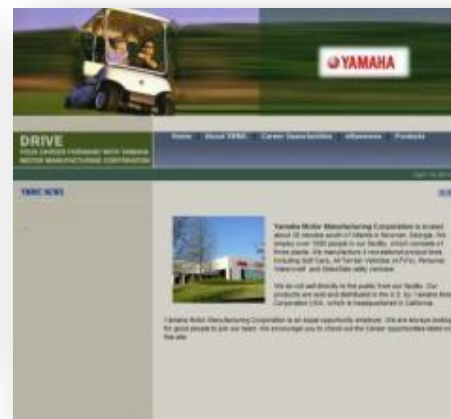 YAMAHA
DRIVE
YOUR CAREER FORWARD WITH YAMAHA
MOTOR MANUFACTURING CORPORATION
Home About YMMC Career Opportunities eBusiness Products
YMMC NEWS
Yamaha Motor Manufacturing Corporation is located
about 35 minutes south of Atlanta in Newnan, Georgia. We
employ over 1000 people in our facility, which consists of
three plants. We manufacture 4 recreational product lines
including Golf Cars, All-Terrain Vehicles (ATVs), Personal
Watercraft and Side/Side utility vehicles.
We do not sell directly to the public from our facility. Our
products are sold and distributed in the U.S. by Yamaha Motor
Corporation USA, which is headquartered in California.
Yamaha Motor Manufacturing Corporation is an equal opportunity employer. We are always looking
for good people to join our team. We encourage you to check out the Career opportunities listed on
this site.